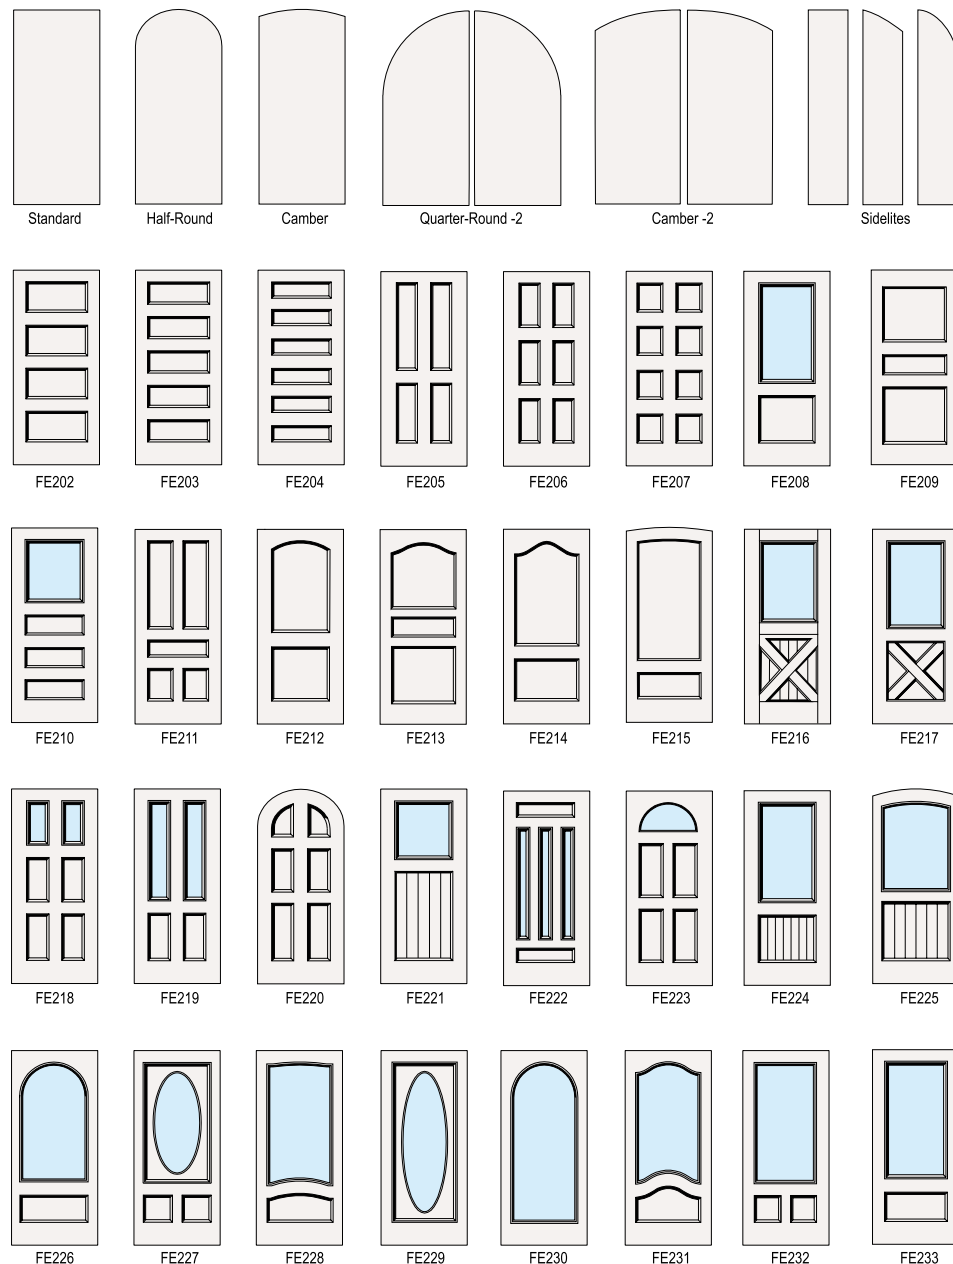 Standard Half-Round Camber Quarter-Round -2 Camber -2 Sidelites
FE202 FE203 FE204 FE205 FE206 FE207 FE208 FE209
FE210 FE211 FE212 FE213 FE214 FE215 FE216 FE217
FE218 FE219 FE220 FE221 FE222 FE223 FE224 FE225
FE226 FE227 FE228 FE229 FE230 FE231 FE232 FE233